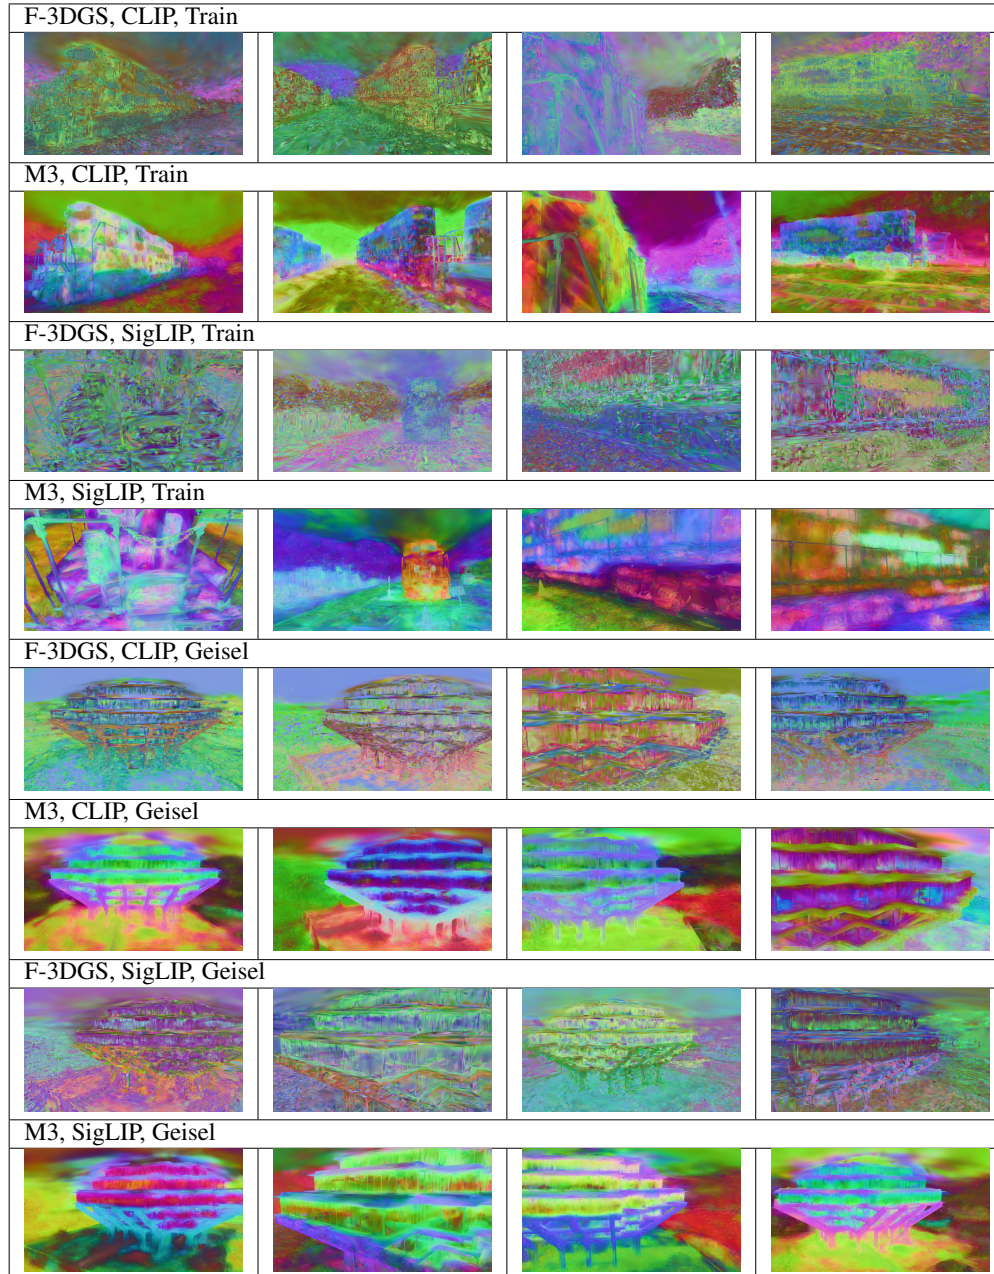 F-3DGS, CLIP, Train
M3, CLIP, Train
F-3DGS, SigLIP, Train
M3, SigLIP, Train
F-3DGS, CLIP, Geisel
M3, CLIP, Geisel
F-3DGS, SigLIP, Geisel
M3, SigLIP, Geisel